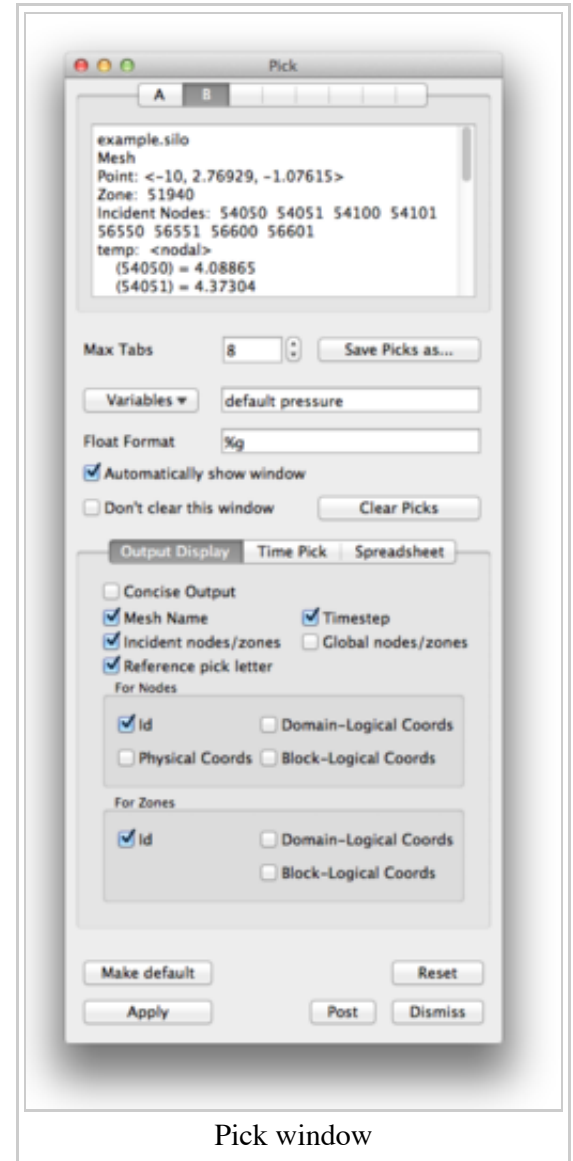 Pick
A B
example.silo
Mesh
Point: <-10, 2.76929, -1.07615>
Zone: 51940
Incident Nodes: 54050 54051 54100 54101
56550 56551 56600 56601
temp: <nodal>
(54050) = 4.08865
(54051) = 4.37304
Max Tabs 8 Save Picks as...
Variables default pressure
Float Format %g
Automatically show window
Don't clear this window Clear Picks
Output Display Time Pick Spreadsheet
Concise Output
Mesh Name Timestep
Incident nodes/zones Global nodes/zones
Reference pick letter
For Nodes
Id Domain-Logical Coords
Physical Coords Block-Logical Coords
For Zones
Id Domain-Logical Coords
Block-Logical Coords
Make default Reset
Apply Post Dismiss
Pick window